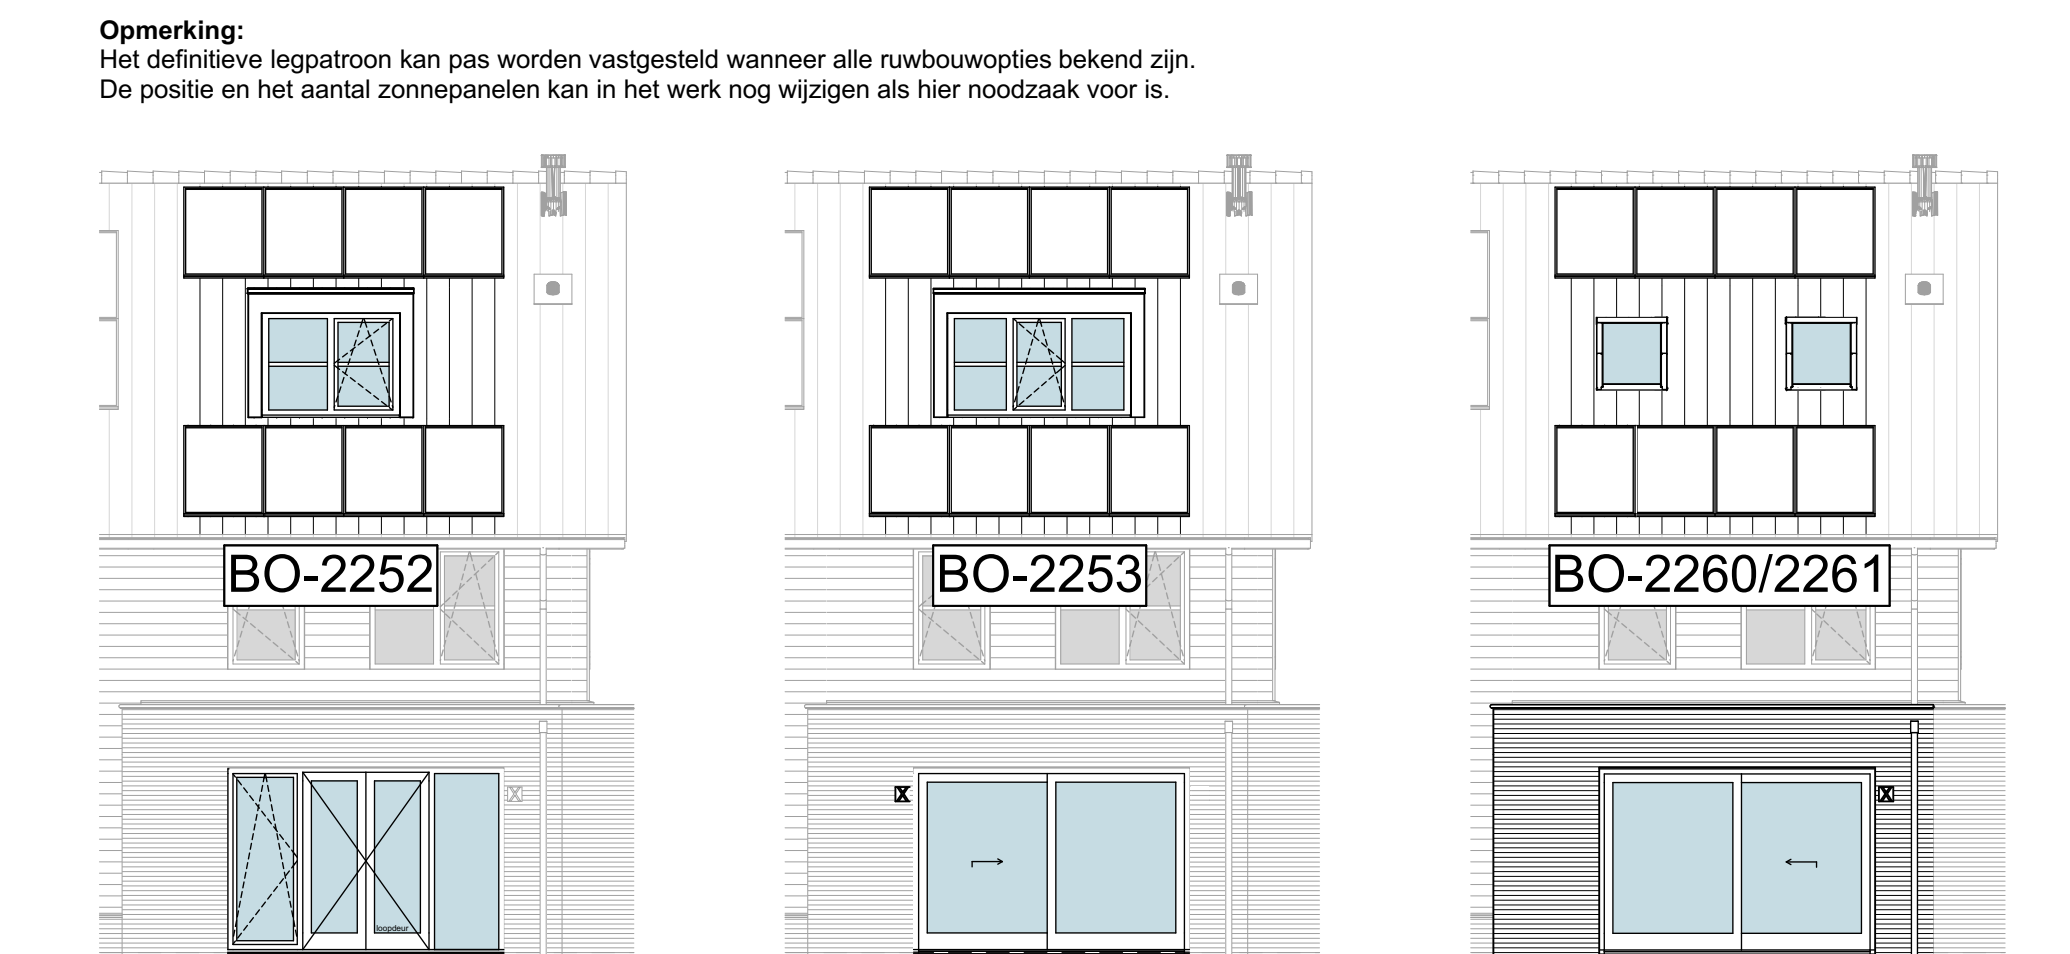 Opmerking:
Het definitieve legpatroon kan pas worden vastgesteld wanneer alle ruwbouwopties bekend zijn.
De positie en het aantal zonnepanelen kan in het werk nog wijzigen als hier noodzaak voor is.
BO-2252
BO-2253
BO-2260/2261
loopdeur